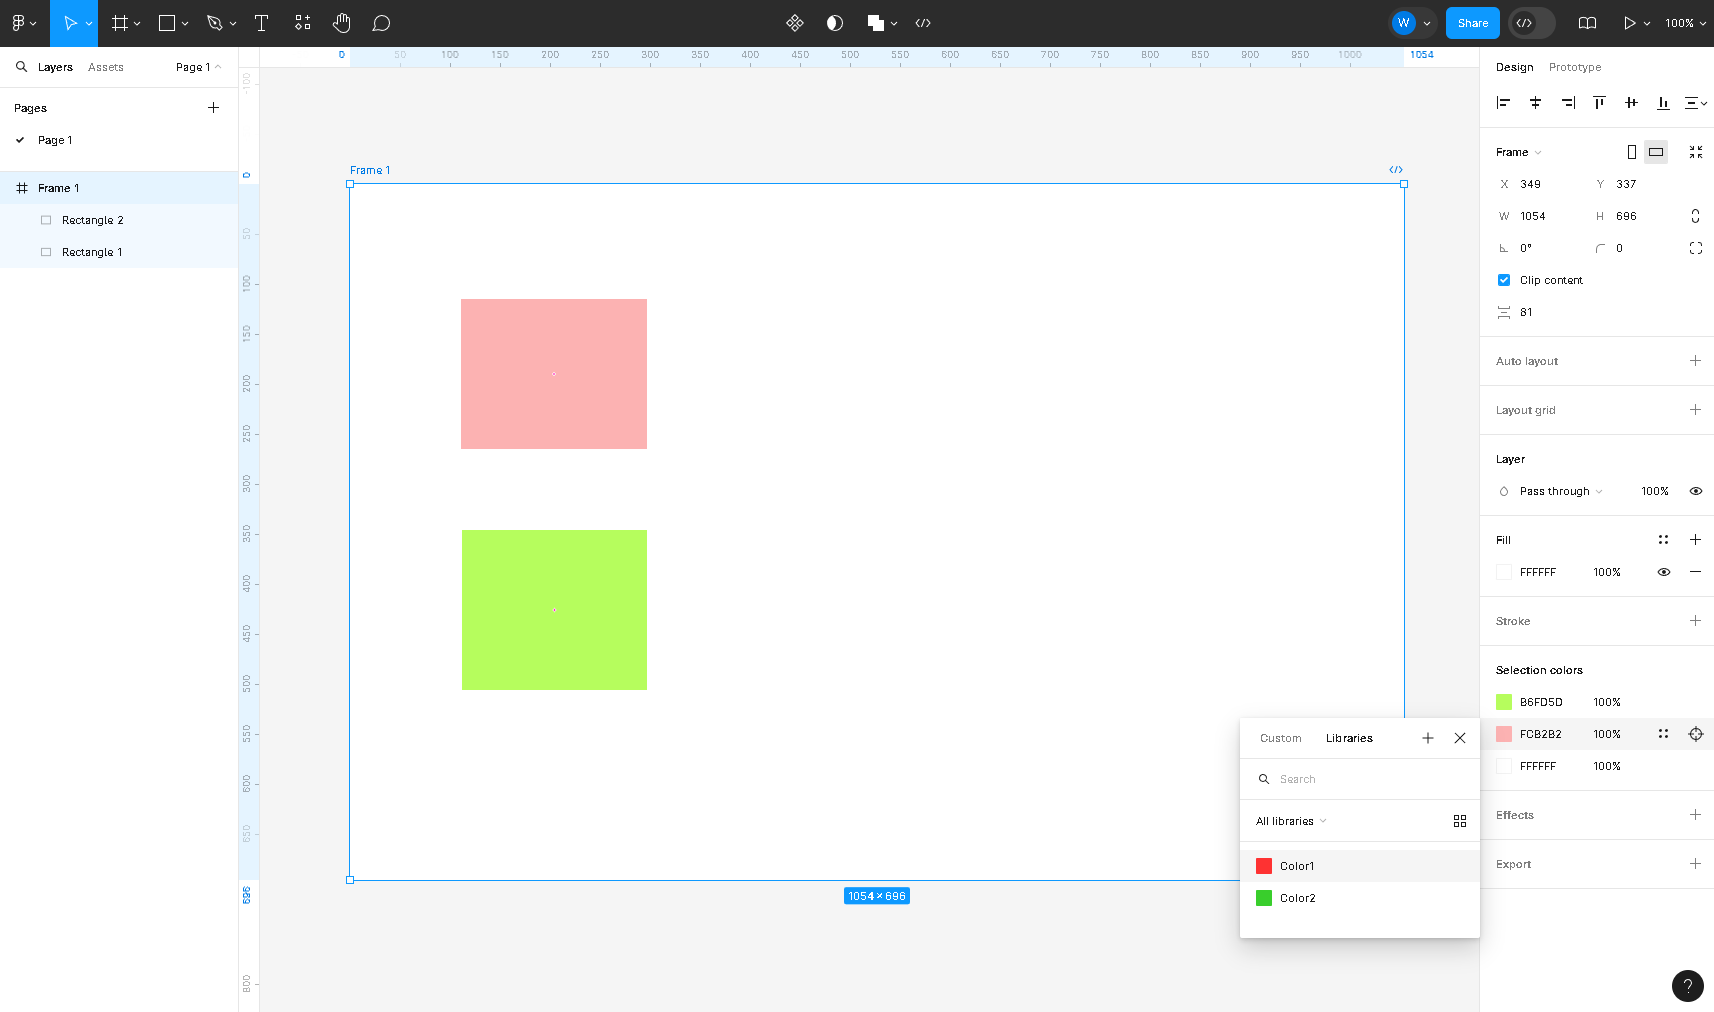 W
Share
100%
Layers
Assets
Page 1
Pages
Page 1
Frame 1
Rectangle 2
Rectangle 1
0 50 100 150 200 250 300 350 400 450 500 550 600 650 700 750 800 850 900 950 1000 1054
-100
0
50
100
150
200
250
300
350
400
450
500
550
600
650
696
800
Frame 1
1054 × 696
Custom
Libraries
Search
All libraries
Color1
Color2
Design
Prototype
Frame
X 349 Y 337
W 1054 H 696
0° 0
Clip content
81
Auto layout
Layout grid
Layer
Pass through 100%
Fill
FFFFFF 100%
Stroke
Selection colors
B6FD5D 100%
FCB2B2 100%
FFFFFF 100%
Effects
Export
?